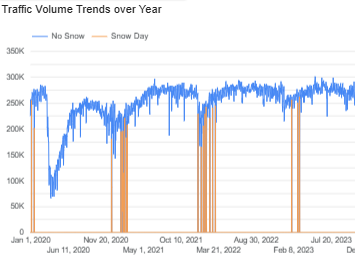 Traffic Volume Trends over Year
No Snow Snow Day
350K
300K
250K
200K
150K
100K
50K
0
Jan 1, 2020 Nov 20, 2020 Oct 10, 2021 Aug 30, 2022 Jul 20, 2023
Jun 11, 2020 May 1, 2021 Mar 21, 2022 Feb 8, 2023 De